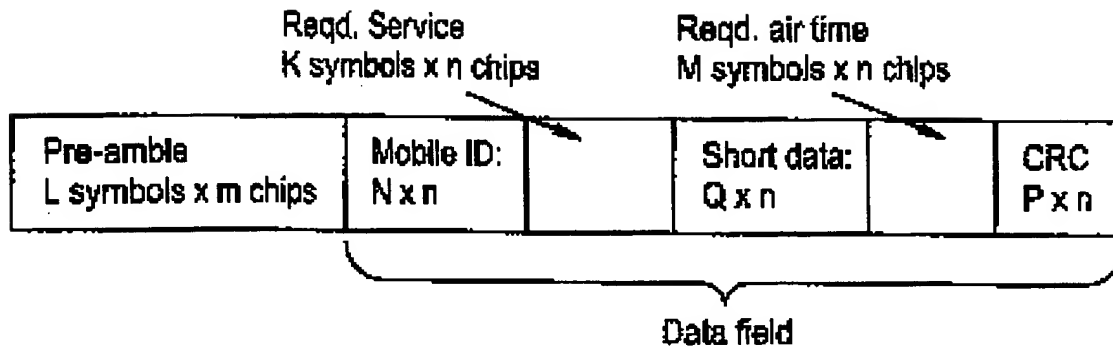 Reqd. Service
K symbols x n chips
Reqd. air time
M symbols x n chips
Pre-amble
L symbols x m chips
Mobile ID:
N x n
Short data:
Q x n
CRC
P x n
Data field